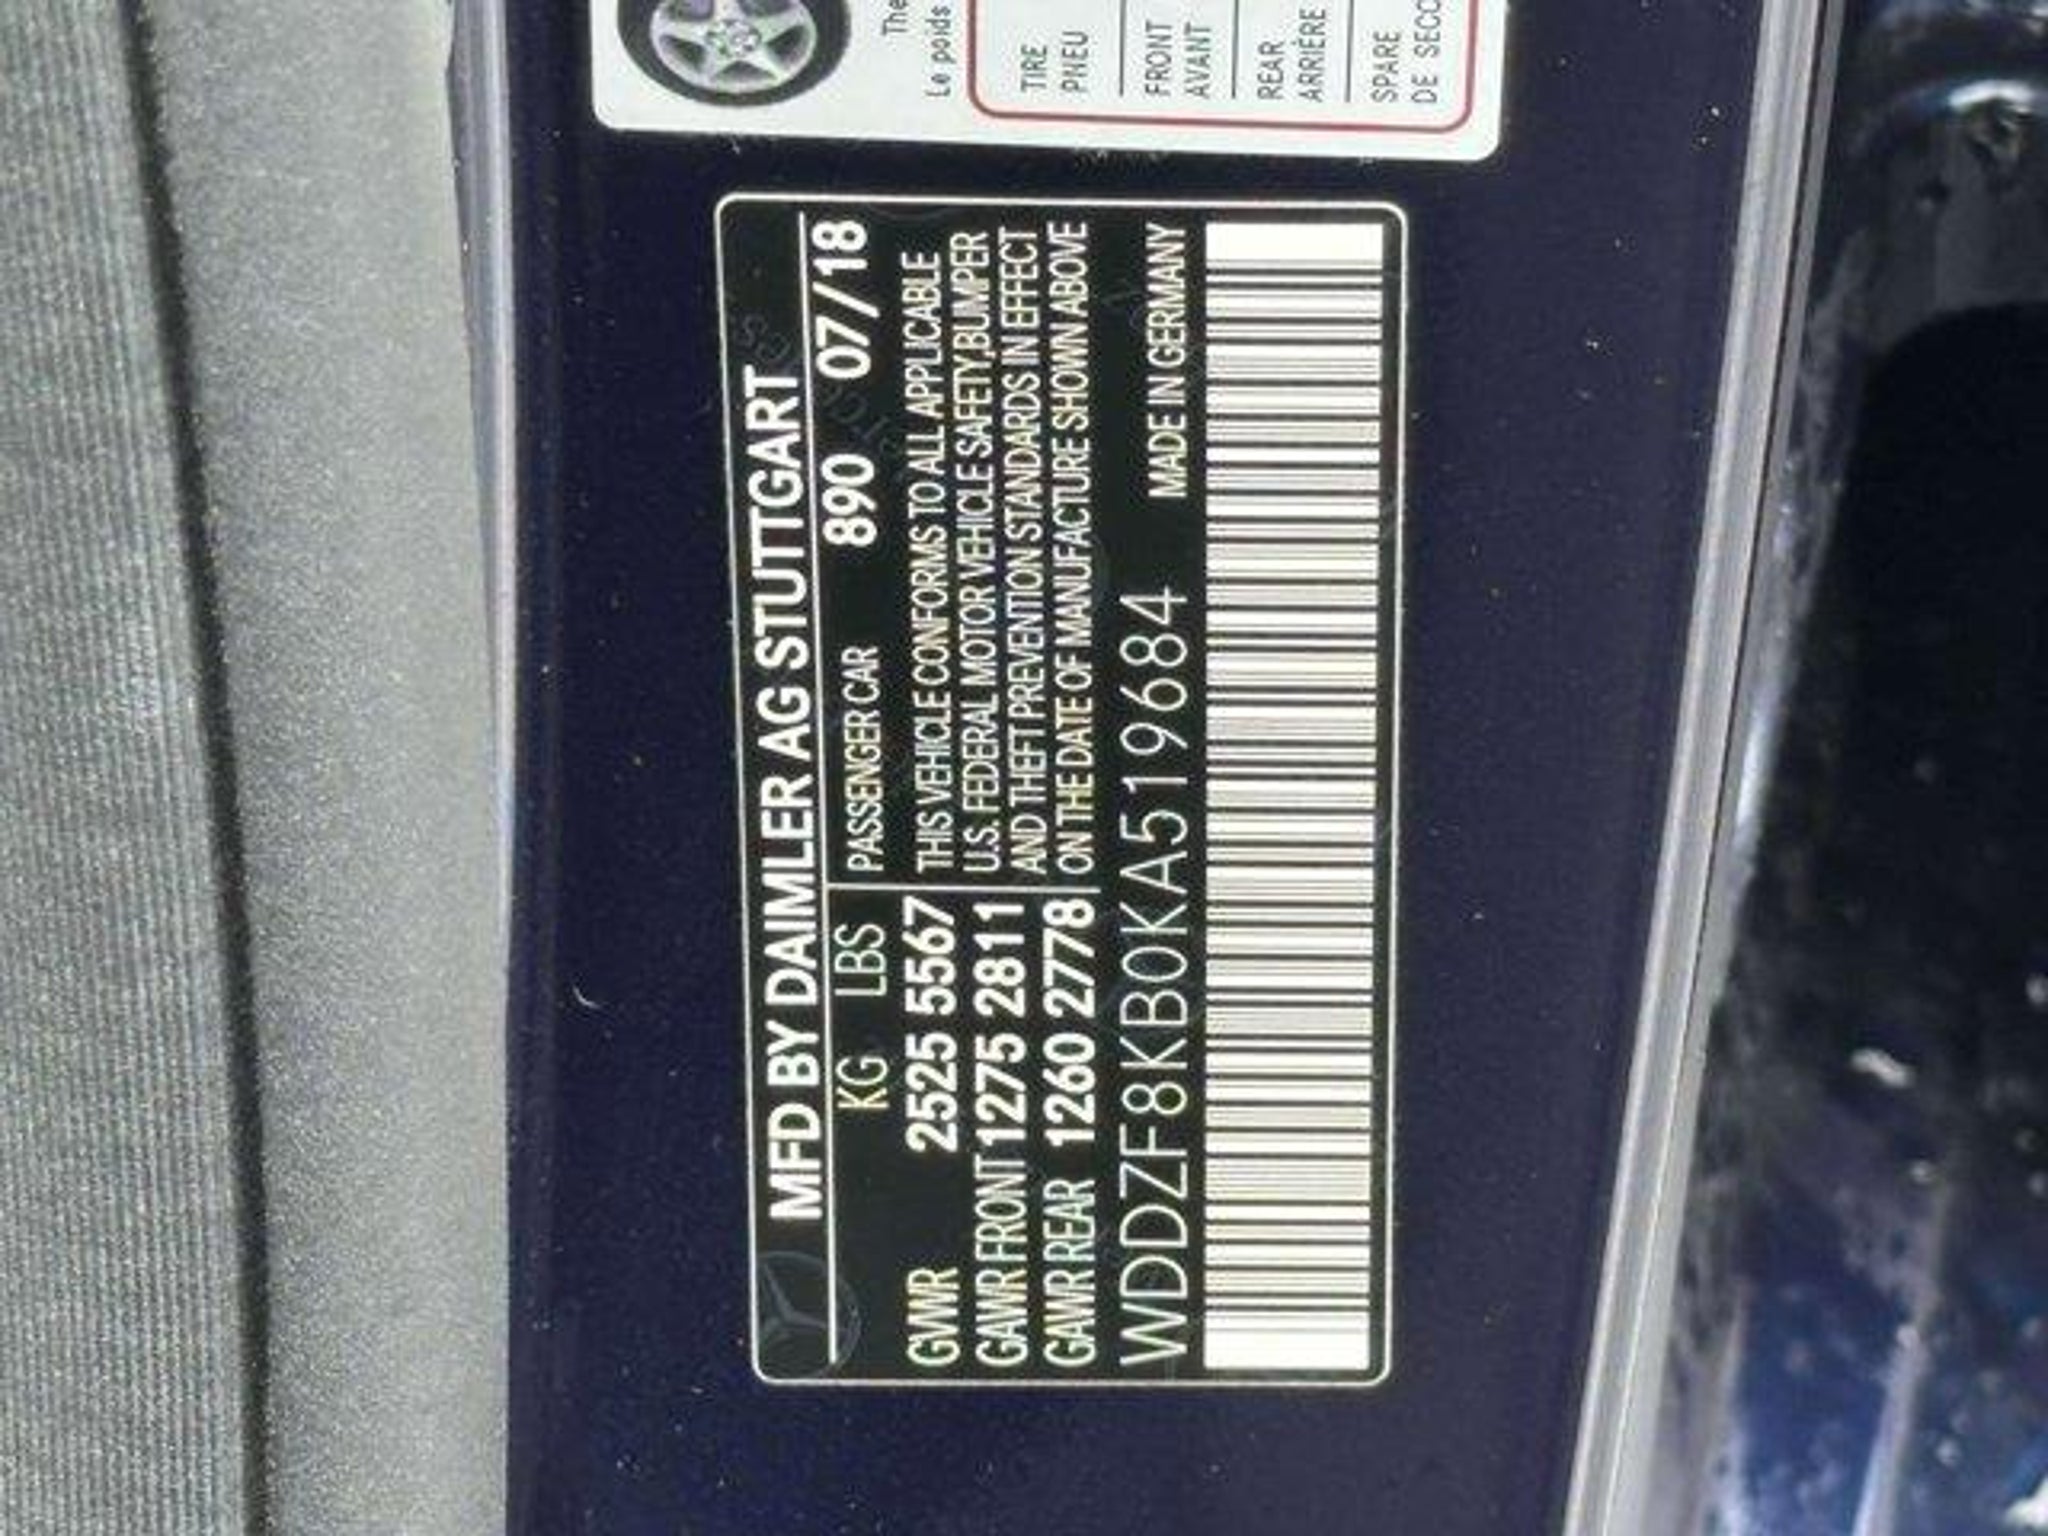 MFD BY DAIMLER AG STUTTGART
KG LBS
PASSENGER CAR 890 07/18
GVWR 2525 5567
GAWR FRONT 1275 2811
GAWR REAR 1260 2778
THIS VEHICLE CONFORMS TO ALL APPLICABLE
U.S. FEDERAL MOTOR VEHICLE SAFETY,BUMPER
AND THEFT PREVENTION STANDARDS IN EFFECT
ON THE DATE OF MANUFACTURE SHOWN ABOVE
WDDZF8KB0KA519684 MADE IN GERMANY
The
Le poids
TIRE
PNEU
FRONT
AVANT
REAR
ARRIÈRE
SPARE
DE SECO